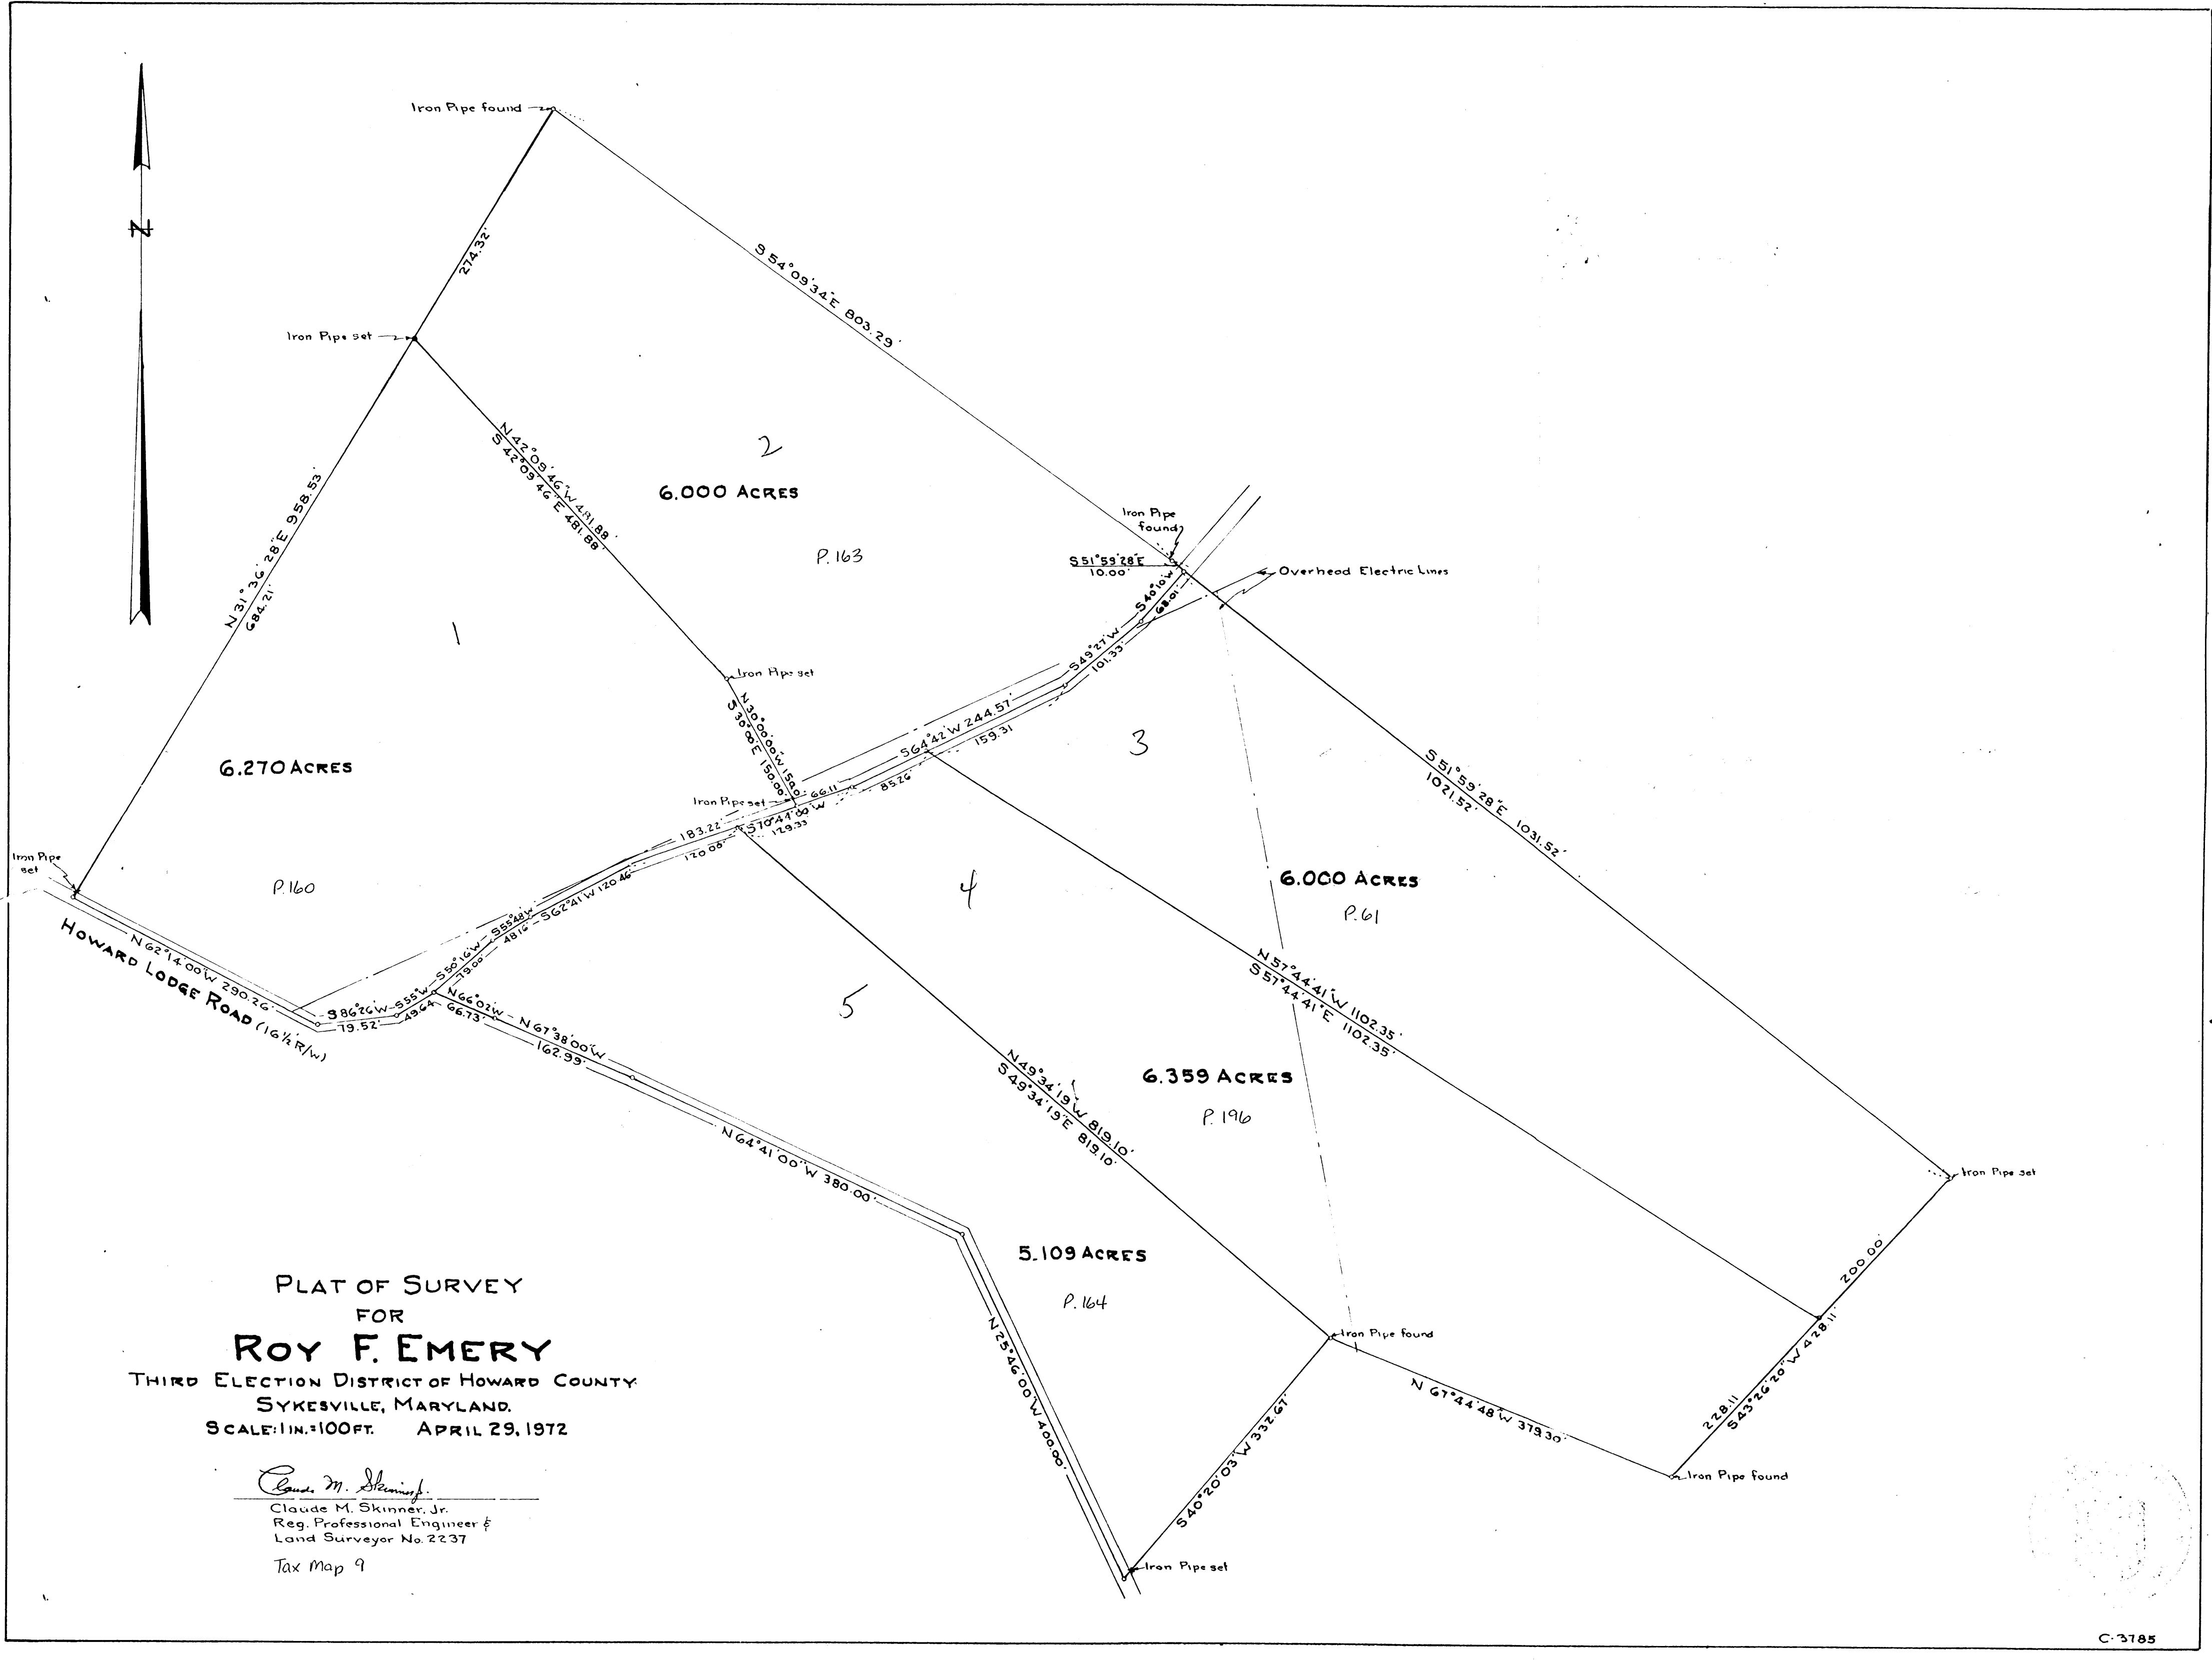 Iron Pipe found
N
274.32'
S 54°09'34"E 803.29'
Iron Pipe set
N 42°09'46"W 481.88'
S 42°09'46"E 481.88'
2
6.000 ACRES
P.163
N 31°36'28"E 958.53'
684.21'
1
Iron Pipe
found
S 51°59'28"E
10.00'
Overhead Electric Lines
S 40°10'W
68.01'
S 49°27'W
101.33'
Iron Pipe set
N 30°00'00"W 150.0
S 30°00'E 150.00'
S 64°42'W 244.57'
159.31
85.26'
3
6.270 ACRES
Iron Pipe set
66.11
183.22'
S 70°44'00"W
129.33'
120.08'
S 51°59'28"E 1031.52'
1021.52'
Iron Pipe
set
P.160
4
6.000 ACRES
P.61
S 62°41'W 120.46'
S 55°48'W
48.16'
S 50°16'W
79.00'
N 62°14'00"W 290.26'
HOWARD LODGE ROAD (16½' R/W)
S 86°26'W
79.52'
S 55°W
49.64'
N 66°02'W
66.73'
N 67°38'00"W
162.99'
5
N 57°44'41"W 1102.35'
S 57°44'41"E 1102.35'
N 49°34'19"W 819.10'
S 49°34'19"E 819.10'
6.359 ACRES
P.196
N 64°41'00"W 380.00'
Iron Pipe set
5.109 ACRES
P.164
200.00'
N 25°46'00"W 400.00'
Iron Pipe found
N 67°44'48"W 379.30'
228.11
S 43°26'20"W 428.11'
S 40°20'03"W 332.67'
Iron Pipe found
Iron Pipe set
PLAT OF SURVEY
FOR
ROY F. EMERY
THIRD ELECTION DISTRICT OF HOWARD COUNTY
SYKESVILLE, MARYLAND.
SCALE: 1 IN.=100 FT. APRIL 29, 1972
Claude M. Skinner Jr.
Claude M. Skinner, Jr.
Reg. Professional Engineer &
Land Surveyor No. 2237
Tax Map 9
C-3785